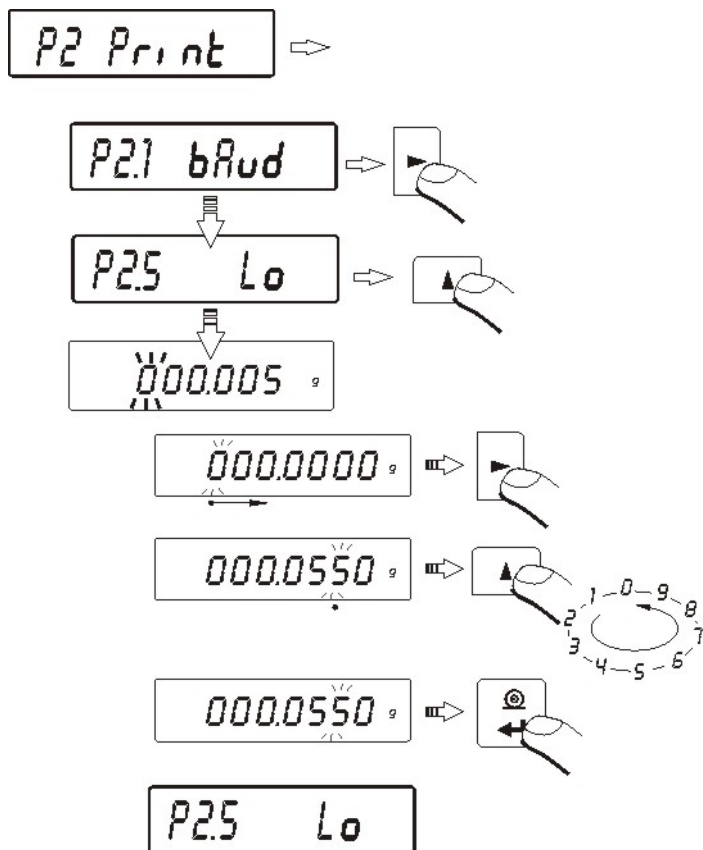 P2 Print
P2.1 bAud
P2.5 Lo
000.005 g
000.0000 g
000.0550 g
1 0 9 8 7 6 5 4 3 2
000.0550 g
P2.5 Lo